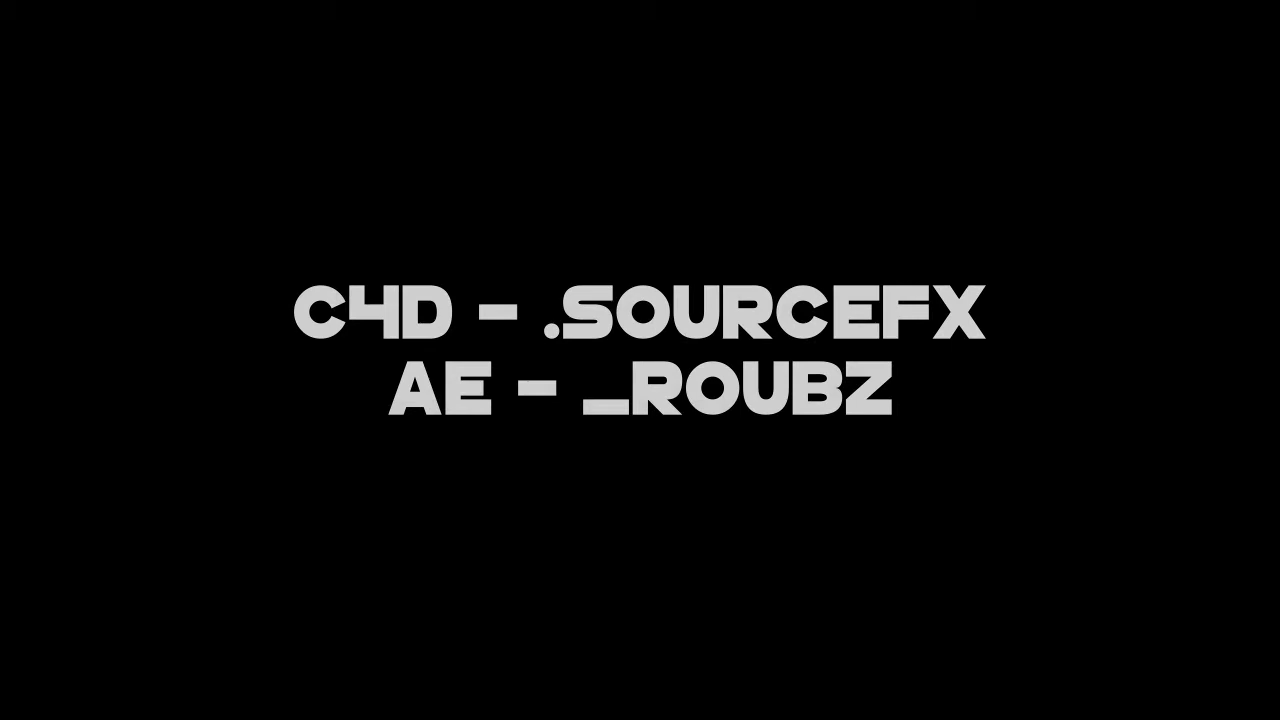 C4D - .SOURCEFX
AE - _ROUBZ